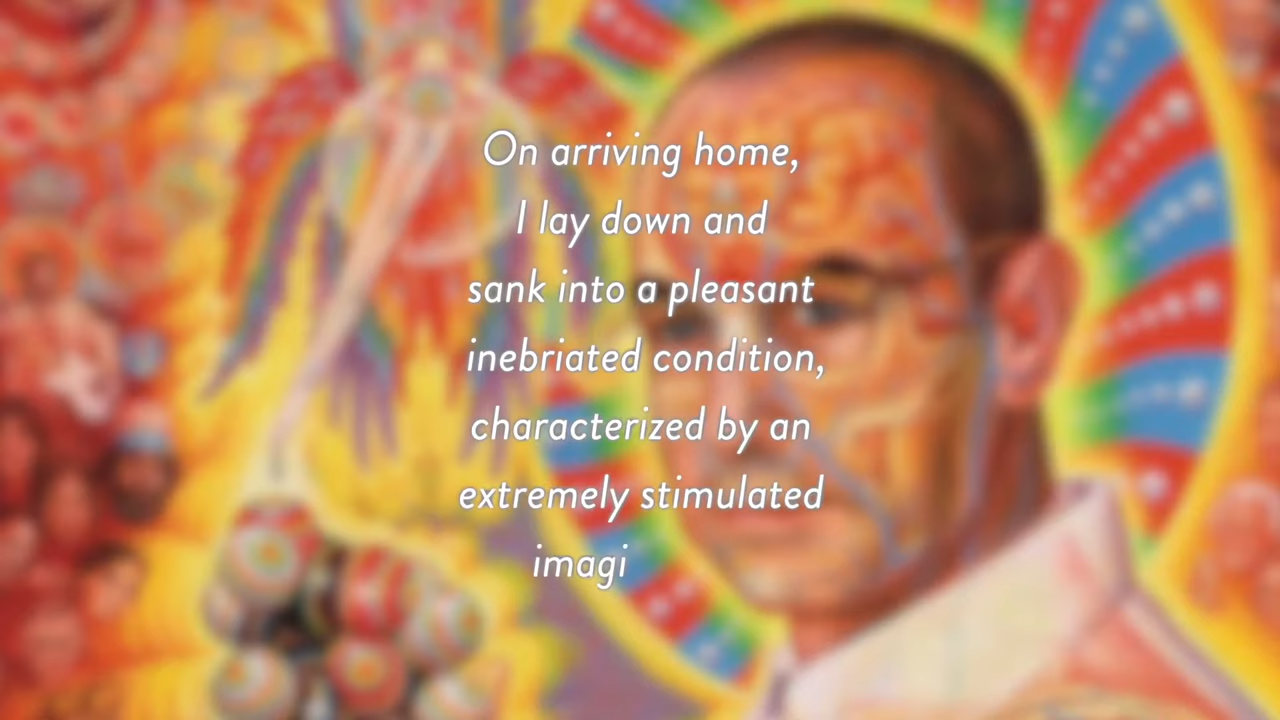 On arriving home,
I lay down and
sank into a pleasant
inebriated condition,
characterized by an
extremely stimulated
imagi